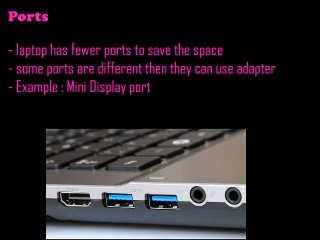 Ports
- laptop has fewer ports to save the space
- some ports are different then they can use adapter
- Example : Mini Display port